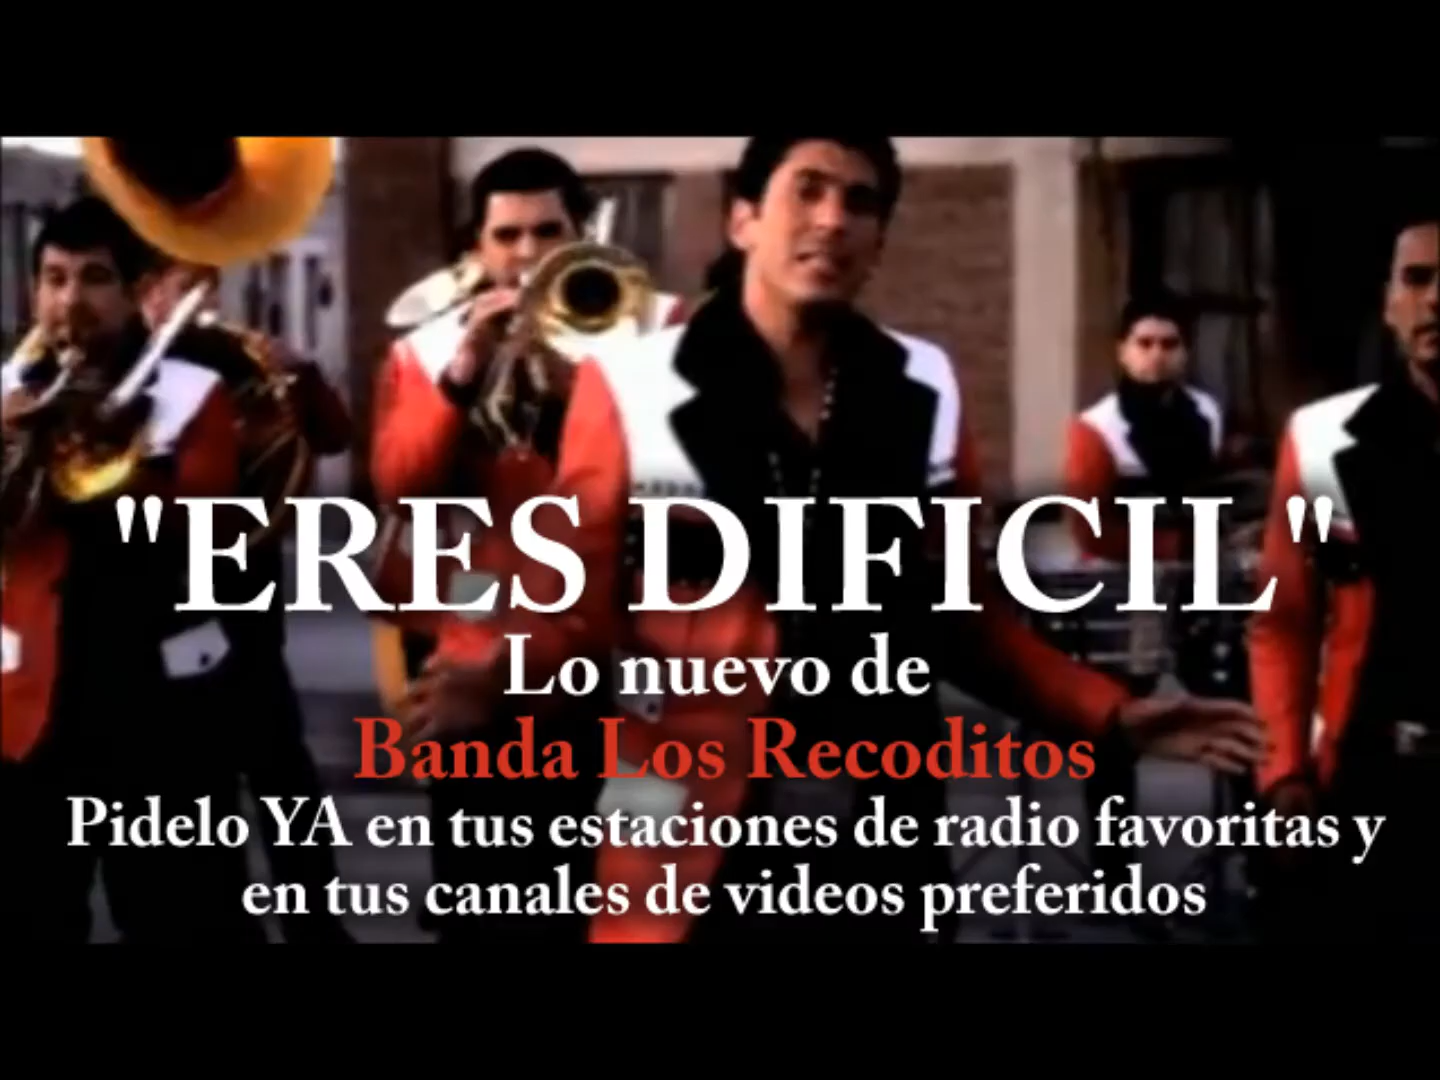 "ERES DIFICIL "
Lo nuevo de
Banda Los Recoditos
Pidelo YA en tus estaciones de radio favoritas y
en tus canales de videos preferidos